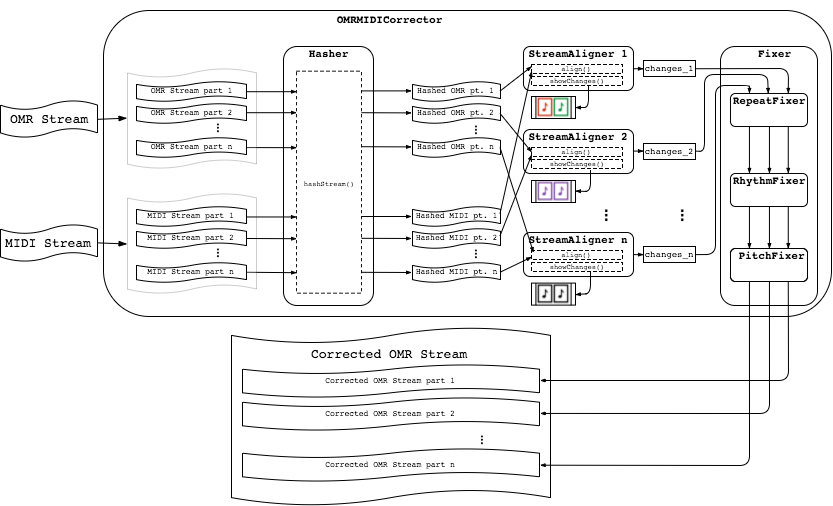 OMRMIDICorrector
OMR Stream
MIDI Stream
OMR Stream part 1
OMR Stream part 2
OMR Stream part n
MIDI Stream part 1
MIDI Stream part 2
MIDI Stream part n
Hasher
hashStream()
Hashed OMR pt. 1
Hashed OMR pt. 2
Hashed OMR pt. n
Hashed MIDI pt. 1
Hashed MIDI pt. 2
Hashed MIDI pt. n
StreamAligner 1
align()
showChanges()
StreamAligner 2
align()
showChanges()
StreamAligner n
align()
showChanges()
changes_1
changes_2
changes_n
Fixer
RepeatFixer
RhythmFixer
PitchFixer
Corrected OMR Stream
Corrected OMR Stream part 1
Corrected OMR Stream part 2
Corrected OMR Stream part n